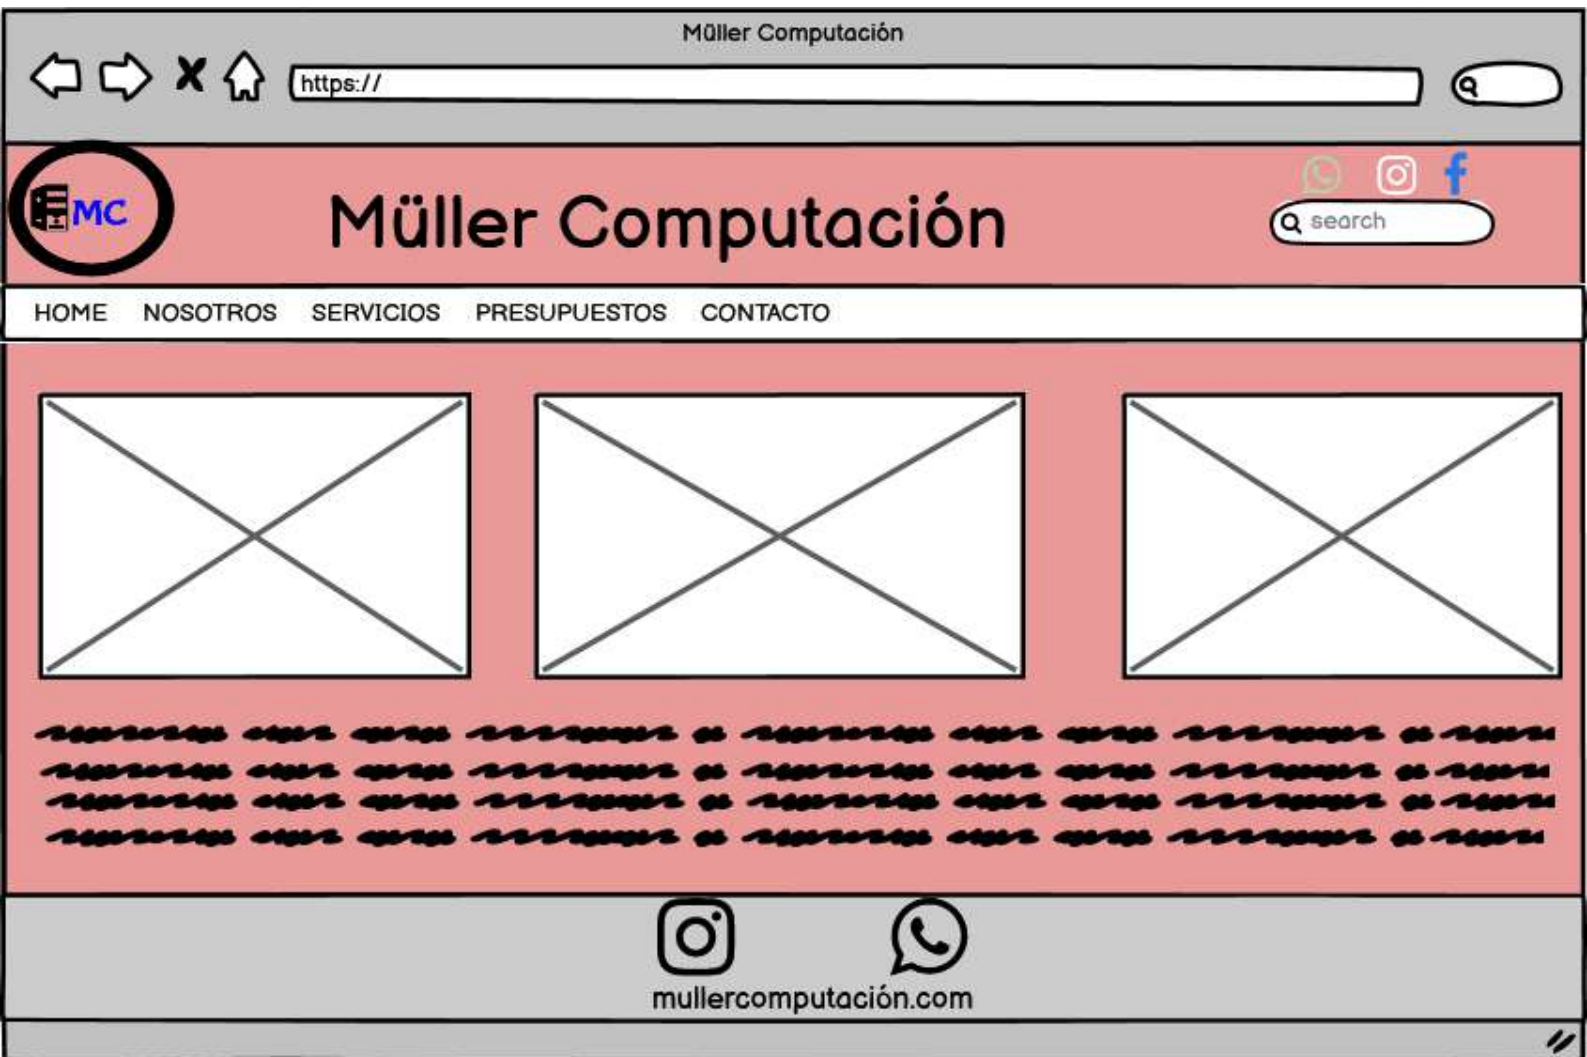 Müller Computación
https://
MC
Müller Computación
search
HOME NOSOTROS SERVICIOS PRESUPUESTOS CONTACTO
mullercomputación.com